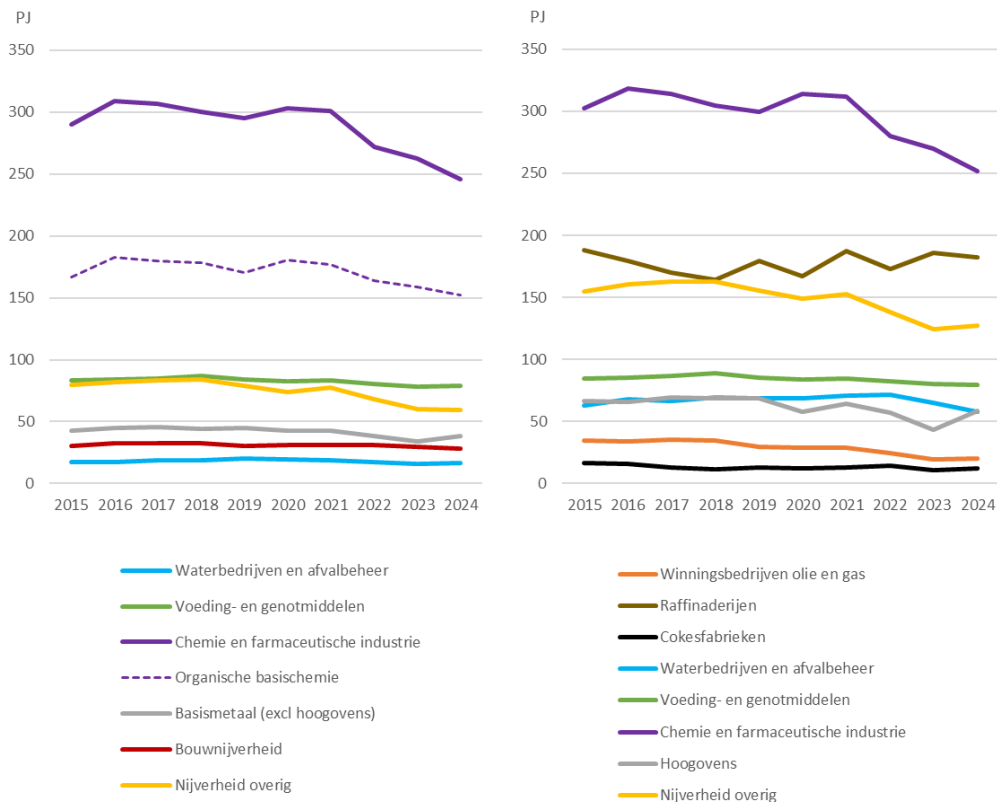 PJ
350
300
250
200
150
100
50
0
2015 2016 2017 2018 2019 2020 2021 2022 2023 2024
Waterbedrijven en afvalbeheer
Voeding- en genotmiddelen
Chemie en farmaceutische industrie
Organische basischemie
Basismetaal (excl hoogovens)
Bouwnijverheid
Nijverheid overig
PJ
350
300
250
200
150
100
50
0
2015 2016 2017 2018 2019 2020 2021 2022 2023 2024
Winningsbedrijven olie en gas
Raffinaderijen
Cokesfabrieken
Waterbedrijven en afvalbeheer
Voeding- en genotmiddelen
Chemie en farmaceutische industrie
Hoogovens
Nijverheid overig